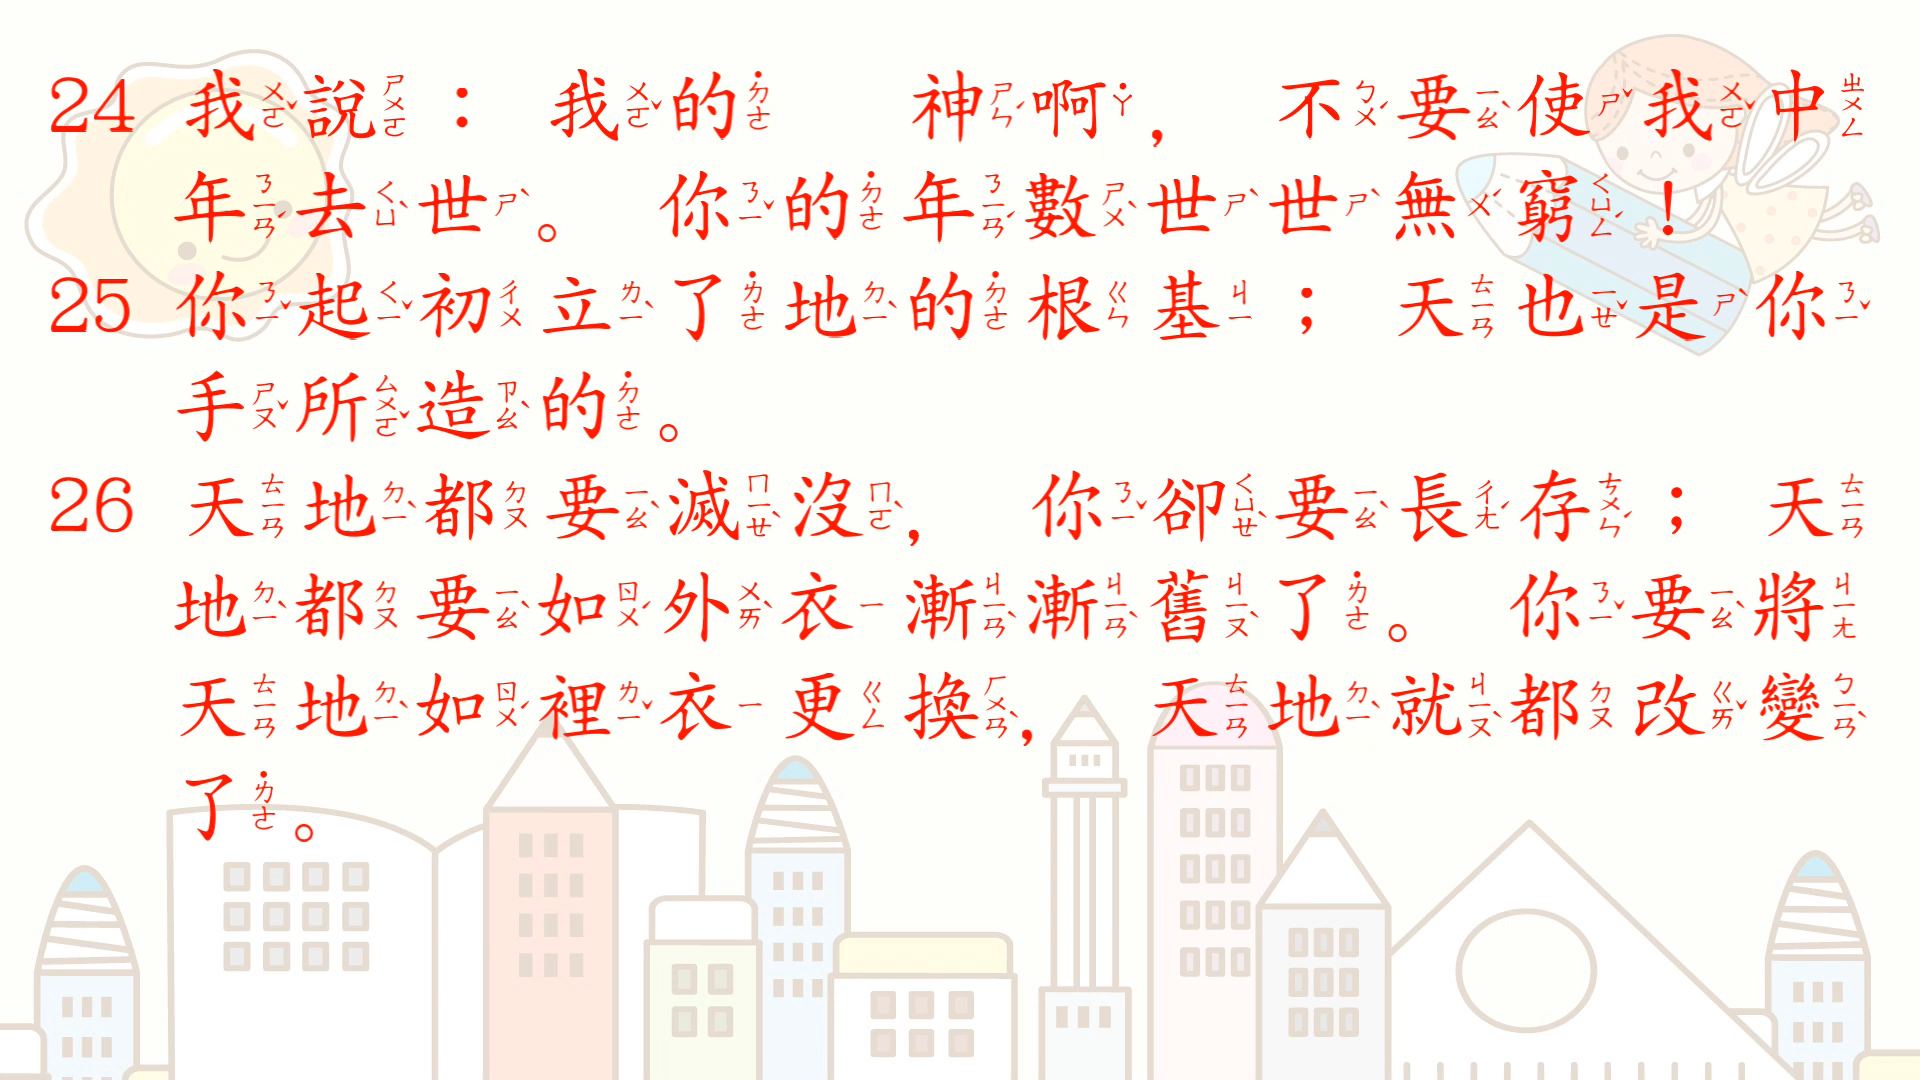 24 我說： 我的 神啊， 不要使我中
年去世。 你的年數世世無窮！
25 你起初立了地的根基； 天也是你
手所造的。
26 天地都要滅沒， 你卻要長存； 天
地都要如外衣漸漸舊了。 你要將
天地如裡衣更換， 天地就都改變
了。